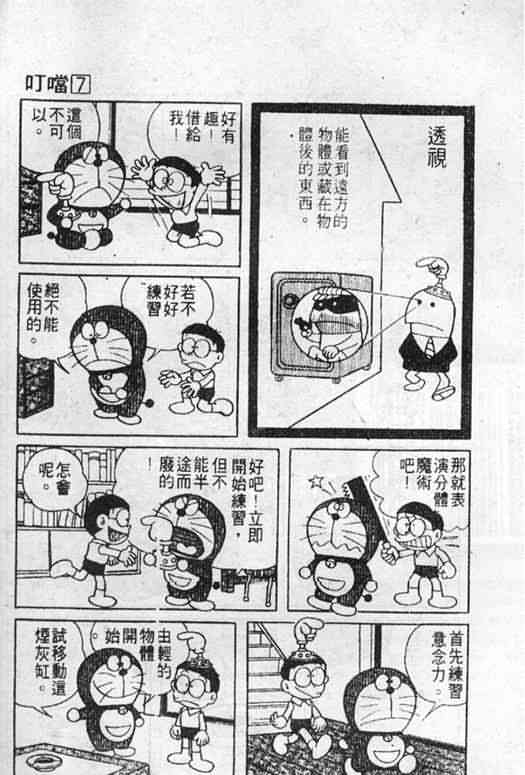 叮噹7
透視
能看到遠方的
物體或藏在物
體後的東西。
好有
趣！
借給
我！
這個
不可
以。
若不
好好
練習
絕不能
使用的。
那就表
演分體
魔術
吧！
好吧！立即
開始練習，
但不
能半
途而
廢的
！
怎會
呢。
首先練習
意念力。
由輕的
物體
開
始。
試移動這
煙灰缸。